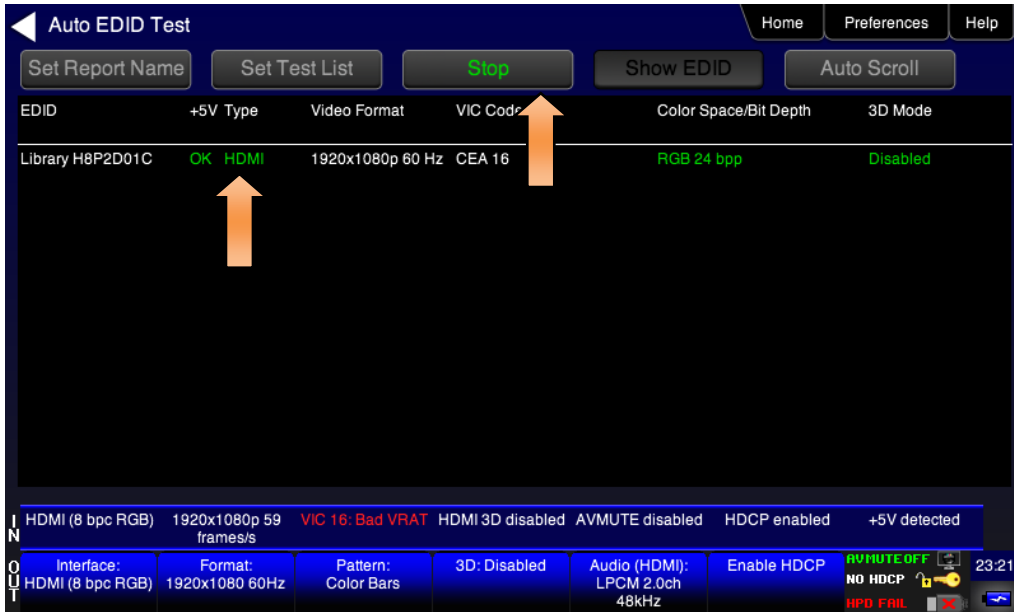 Auto EDID Test
Home
Preferences
Help
Set Report Name
Set Test List
Stop
Show EDID
Auto Scroll
EDID +5V Type Video Format VIC Code Color Space/Bit Depth 3D Mode
Library H8P2D01C OK HDMI 1920x1080p 60 Hz CEA 16 RGB 24 bpp Disabled
IN
HDMI (8 bpc RGB) 1920x1080p 59 VIC 16: Bad VRAT HDMI 3D disabled AVMUTE disabled HDCP enabled +5V detected
frames/s
OUT
Interface: Format: Pattern: 3D: Disabled Audio (HDMI): Enable HDCP
HDMI (8 bpc RGB) 1920x1080 60Hz Color Bars LPCM 2.0ch
48kHz
AVMUTEOFF
NO HDCP
HPD FAIL
23:21